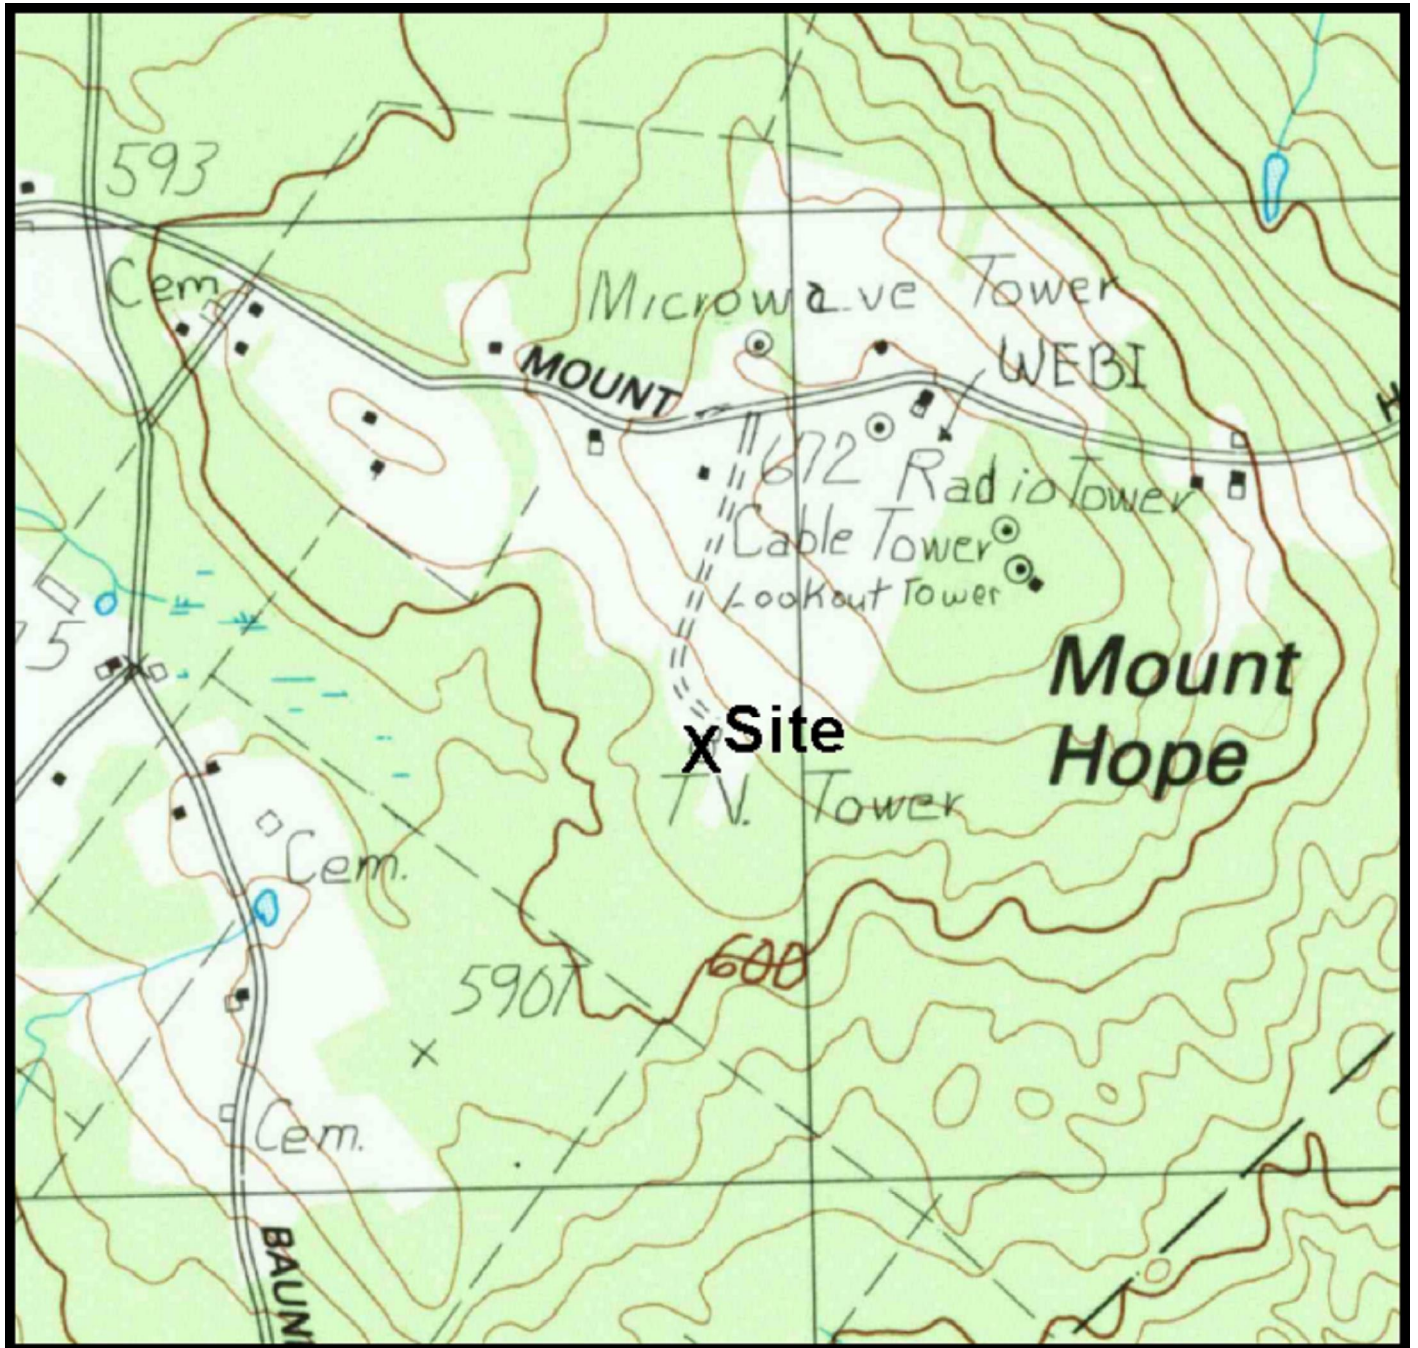 593
Cem
Microwave Tower
WEBI
MOUNT
H
672 Radio Tower
Cable Tower
Lookout Tower
Mount
Hope
X Site
T.V. Tower
Cem.
600
590T
Cem.
BAUN